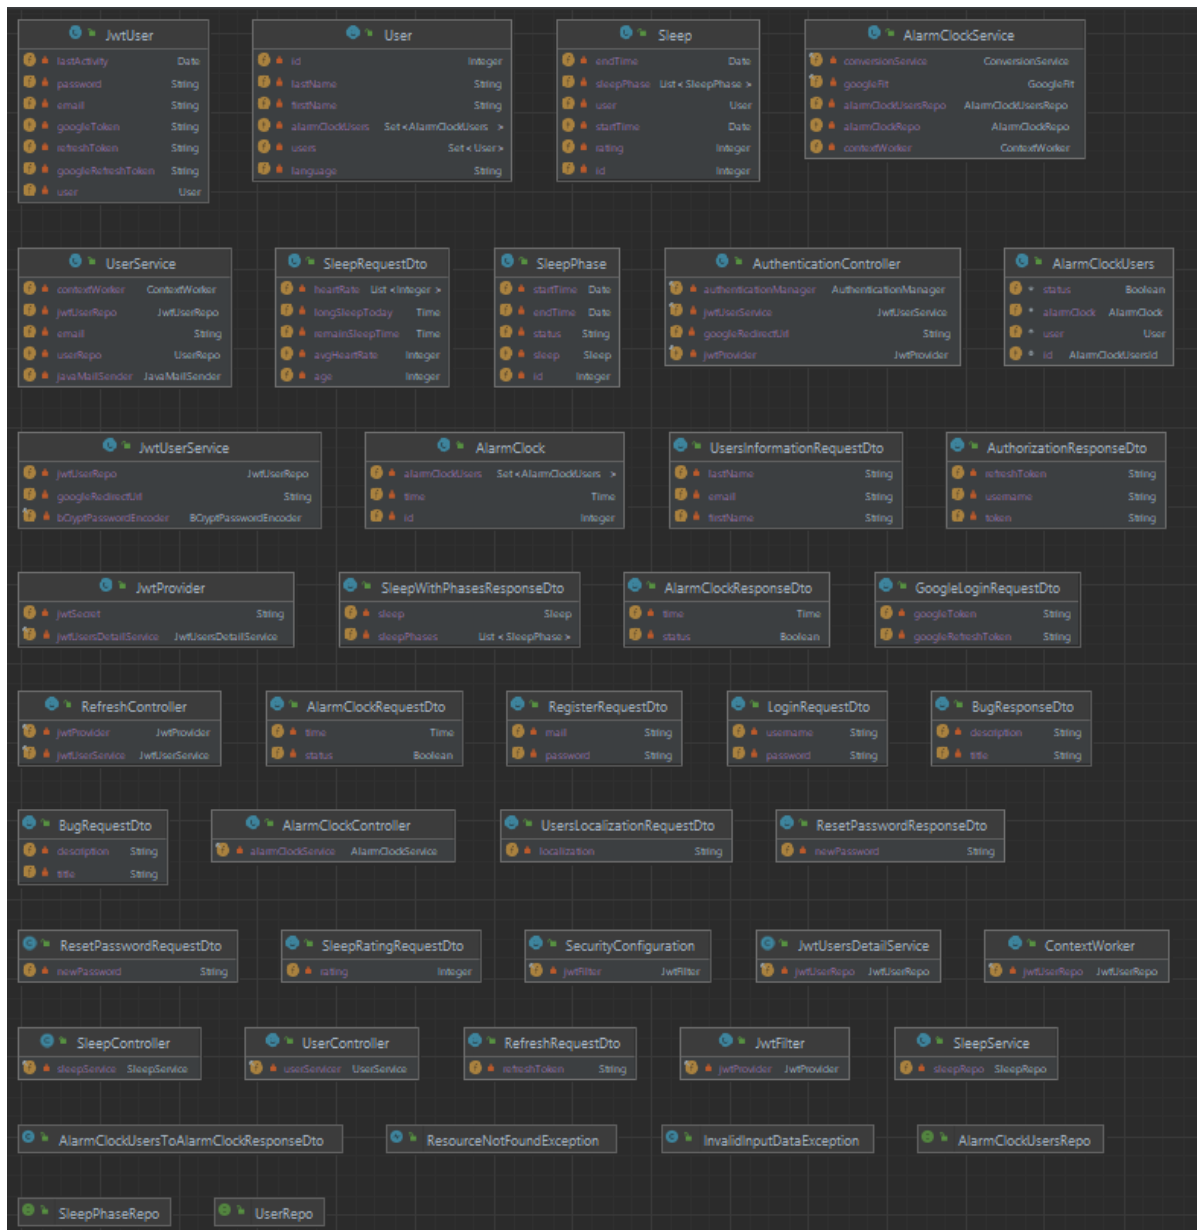 JwtUser
lastActivity Date
password String
email String
googleToken String
refreshToken String
googleRefreshToken String
user User
User
id Integer
lastName String
firstName String
alarmClockUsers Set<AlarmClockUsers >
users Set<User>
language String
Sleep
endTime Date
sleepPhase List<SleepPhase >
user User
startTime Date
rating Integer
id Integer
AlarmClockService
conversionService ConversionService
googleFit GoogleFit
alarmClockUsersRepo AlarmClockUsersRepo
alarmClockRepo AlarmClockRepo
contextWorker ContextWorker
UserService
contextWorker ContextWorker
jwtUserRepo JwtUserRepo
email String
userRepo UserRepo
javaMailSender JavaMailSender
SleepRequestDto
heartRate List <Integer >
longSleepToday Time
remainSleepTime Time
avgHeartRate Integer
age Integer
SleepPhase
startTime Date
endTime Date
status String
sleep Sleep
id Integer
AuthenticationController
authenticationManager AuthenticationManager
jwtUserService JwtUserService
googleRedirectUrl String
jwtProvider JwtProvider
AlarmClockUsers
status Boolean
alarmClock AlarmClock
user User
id AlarmClockUsersId
JwtUserService
jwtUserRepo JwtUserRepo
googleRedirectUrl String
bCryptPasswordEncoder BCryptPasswordEncoder
AlarmClock
alarmClockUsers Set<AlarmClockUsers >
time Time
id Integer
UsersInformationRequestDto
lastName String
email String
firstName String
AuthorizationResponseDto
refreshToken String
username String
token String
JwtProvider
jwtSecret String
jwtUsersDetailService JwtUsersDetailService
SleepWithPhasesResponseDto
sleep Sleep
sleepPhases List <SleepPhase >
AlarmClockResponseDto
time Time
status Boolean
GoogleLoginRequestDto
googleToken String
googleRefreshToken String
RefreshController
jwtProvider JwtProvider
jwtUserService JwtUserService
AlarmClockRequestDto
time Time
status Boolean
RegisterRequestDto
mail String
password String
LoginRequestDto
username String
password String
BugResponseDto
description String
title String
BugRequestDto
description String
title String
AlarmClockController
alarmClockService AlarmClockService
UsersLocalizationRequestDto
localization String
ResetPasswordResponseDto
newPassword String
ResetPasswordRequestDto
newPassword String
SleepRatingRequestDto
rating Integer
SecurityConfiguration
jwtFilter JwtFilter
JwtUsersDetailService
jwtUserRepo JwtUserRepo
ContextWorker
jwtUserRepo JwtUserRepo
SleepController
sleepService SleepService
UserController
userServicer UserService
RefreshRequestDto
refreshToken String
JwtFilter
jwtProvider JwtProvider
SleepService
sleepRepo SleepRepo
AlarmClockUsersToAlarmClockResponseDto
ResourceNotFoundException
InvalidInputDataException
AlarmClockUsersRepo
SleepPhaseRepo
UserRepo